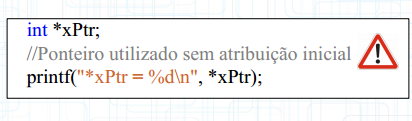 int *xPtr;
//Ponteiro utilizado sem atribuição inicial
printf("*xPtr = %d\n", *xPtr);